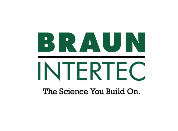 BRAUN
INTERTEC
The Science You Build On.